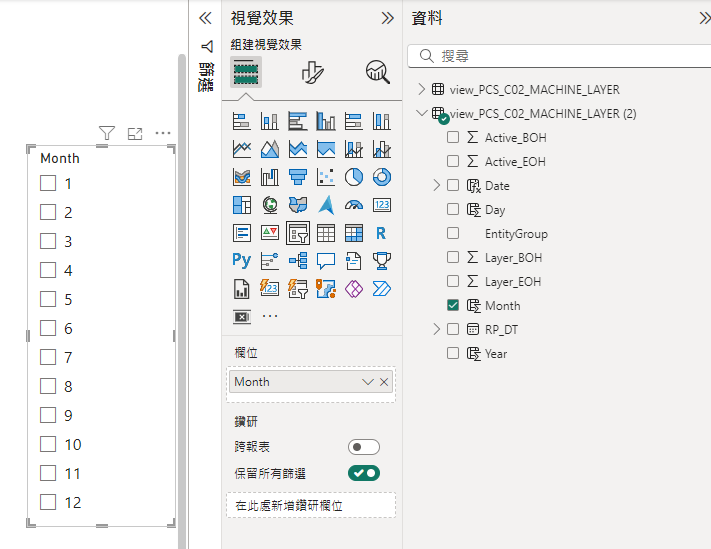 Month
1
2
3
4
5
6
7
8
9
10
11
12
篩選
視覺效果
組建視覺效果
123
R
Py
123
欄位
Month
鑽研
跨報表
保留所有篩選
在此處新增鑽研欄位
資料
搜尋
view_PCS_C02_MACHINE_LAYER
view_PCS_C02_MACHINE_LAYER (2)
Active_BOH
Active_EOH
Date
Day
EntityGroup
Layer_BOH
Layer_EOH
Month
RP_DT
Year